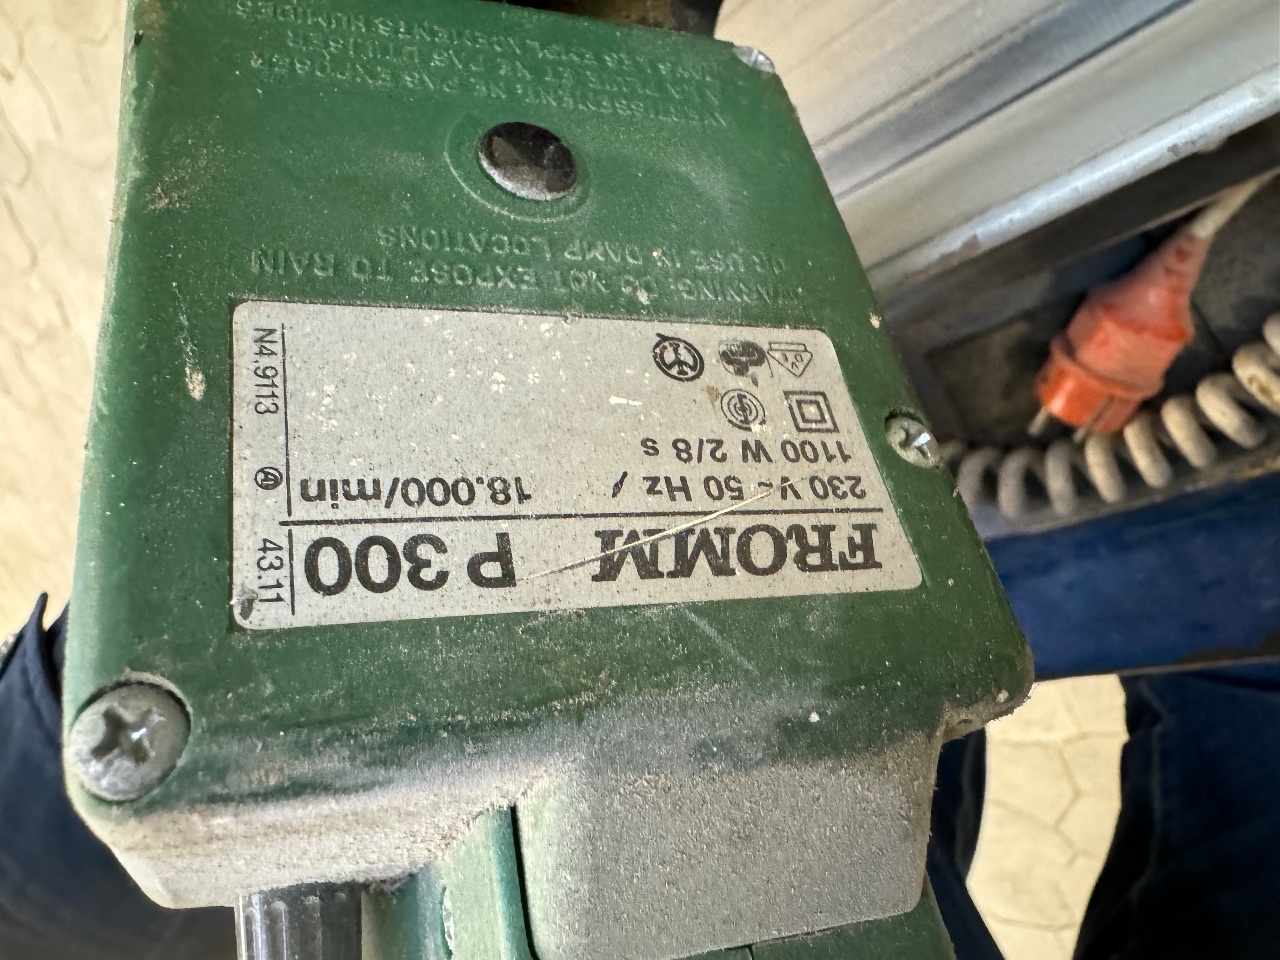 FROMM P 300
230 V~ 50 Hz / 18.000/min
1100 W 2/8 s
43.11
N4.9113
WARNING: DO NOT EXPOSE TO RAIN
OR USE IN DAMP LOCATIONS
AVERTISSEMENT: NE PAS EXPOSER
A LA PLUIE ET NE PAS UTILISER
DANS LES EMPLACEMENTS HUMIDES